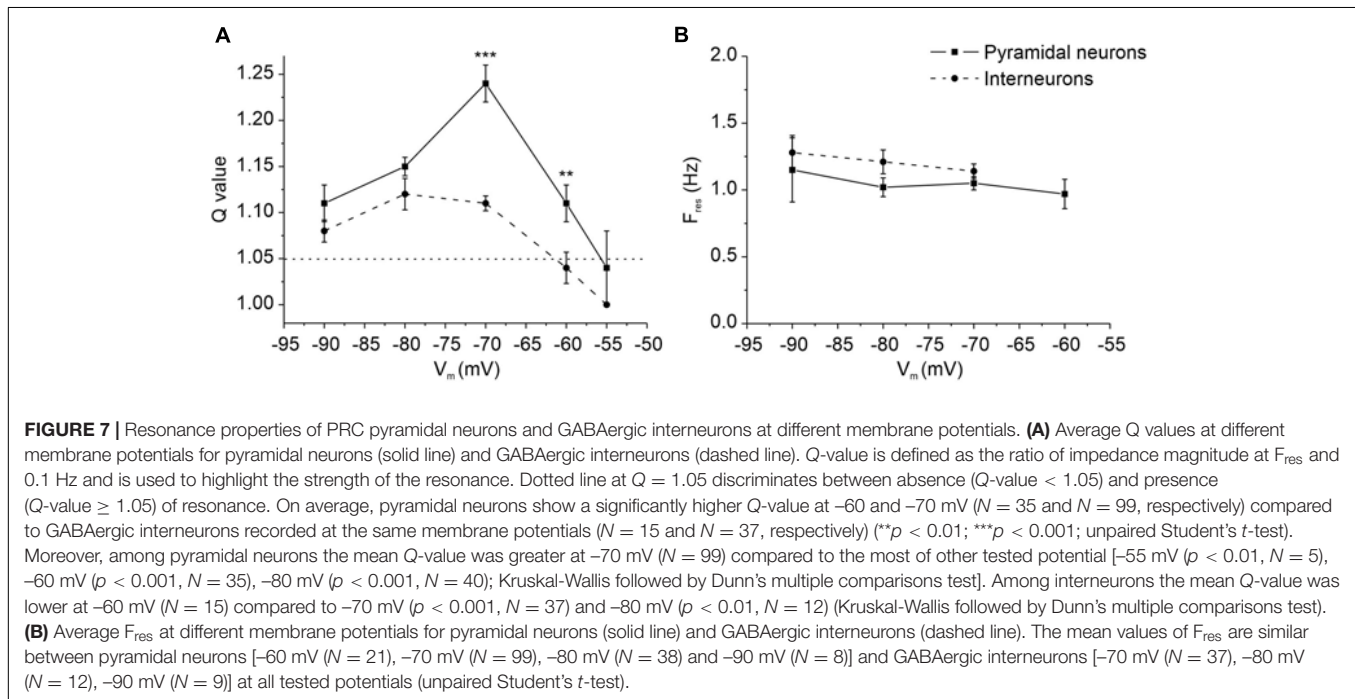 A
B
***
**
1.25
1.20
1.15
1.10
1.05
1.00
Q value
-95 -90 -85 -80 -75 -70 -65 -60 -55 -50
Vm (mV)
Pyramidal neurons
Interneurons
2.0
1.5
1.0
0.5
0.0
Fres (Hz)
-95 -90 -85 -80 -75 -70 -65 -60 -55
Vm (mV)
FIGURE 7 | Resonance properties of PRC pyramidal neurons and GABAergic interneurons at different membrane potentials. (A) Average Q values at different
membrane potentials for pyramidal neurons (solid line) and GABAergic interneurons (dashed line). Q-value is defined as the ratio of impedance magnitude at Fres and
0.1 Hz and is used to highlight the strength of the resonance. Dotted line at Q = 1.05 discriminates between absence (Q-value < 1.05) and presence
(Q-value ≥ 1.05) of resonance. On average, pyramidal neurons show a significantly higher Q-value at –60 and –70 mV (N = 35 and N = 99, respectively) compared
to GABAergic interneurons recorded at the same membrane potentials (N = 15 and N = 37, respectively) (**p < 0.01; ***p < 0.001; unpaired Student's t-test).
Moreover, among pyramidal neurons the mean Q-value was greater at –70 mV (N = 99) compared to the most of other tested potential [–55 mV (p < 0.01, N = 5),
–60 mV (p < 0.001, N = 35), –80 mV (p < 0.001, N = 40); Kruskal-Wallis followed by Dunn's multiple comparisons test]. Among interneurons the mean Q-value was
lower at –60 mV (N = 15) compared to –70 mV (p < 0.001, N = 37) and –80 mV (p < 0.01, N = 12) (Kruskal-Wallis followed by Dunn's multiple comparisons test).
(B) Average Fres at different membrane potentials for pyramidal neurons (solid line) and GABAergic interneurons (dashed line). The mean values of Fres are similar
between pyramidal neurons [–60 mV (N = 21), –70 mV (N = 99), –80 mV (N = 38) and –90 mV (N = 8)] and GABAergic interneurons [–70 mV (N = 37), –80 mV
(N = 12), –90 mV (N = 9)] at all tested potentials (unpaired Student's t-test).